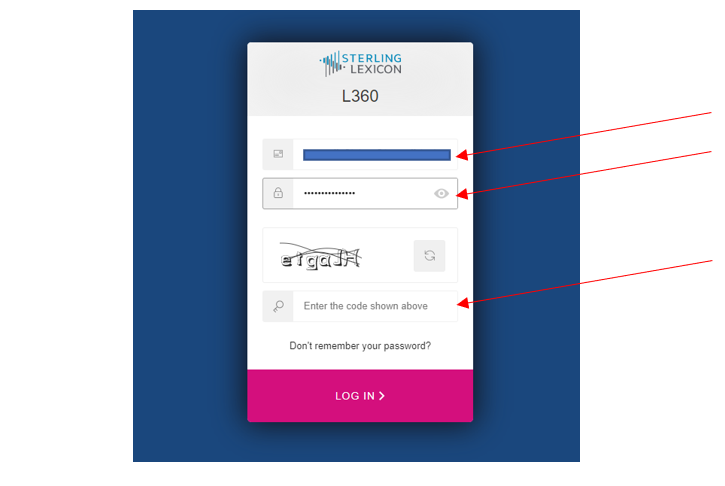 STERLING
LEXICON
L360
•••••••••••••••
Enter the code shown above
Don't remember your password?
LOG IN >